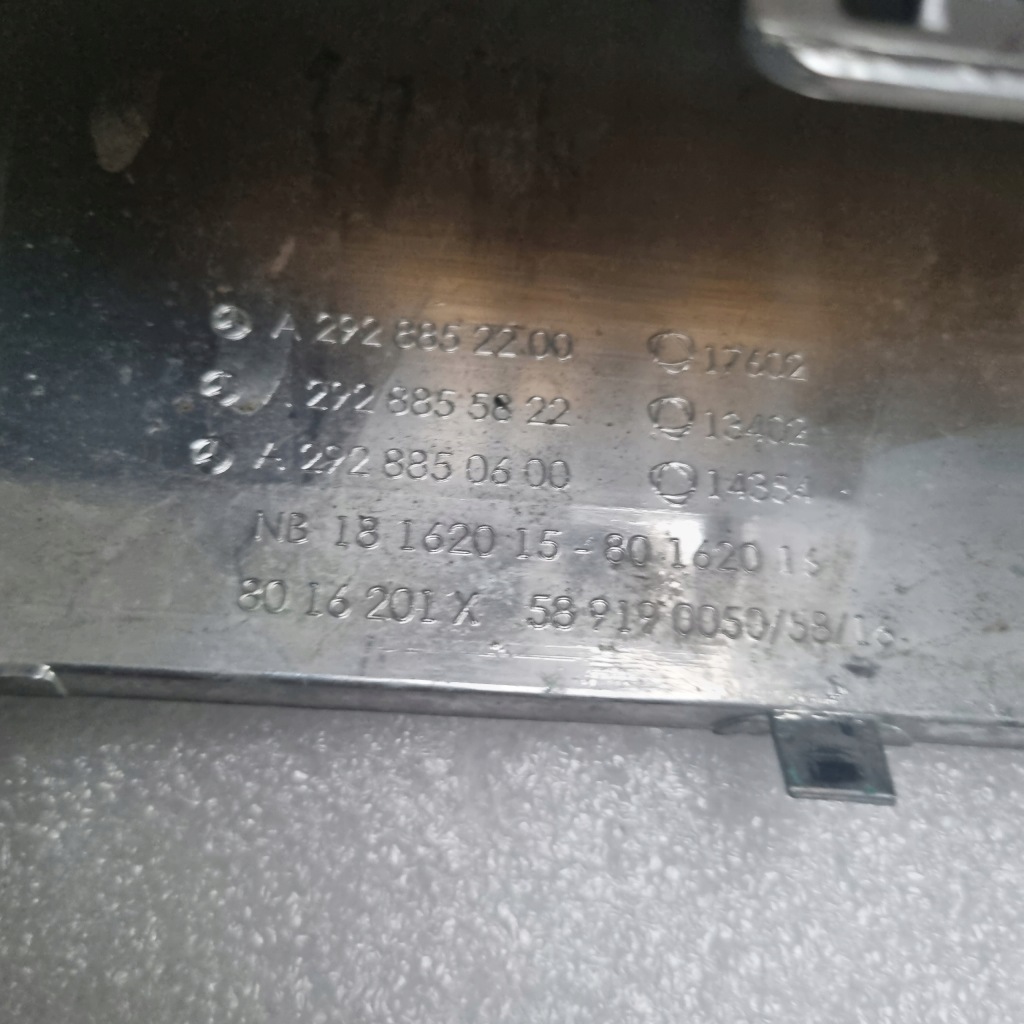 A 292 885 22 00 17602
A 292 885 58 22 13402
A 292 885 06 00 14354
NB 18 1620 15 - 80 1620 16
80 16 201X 58 919 0050/58/16